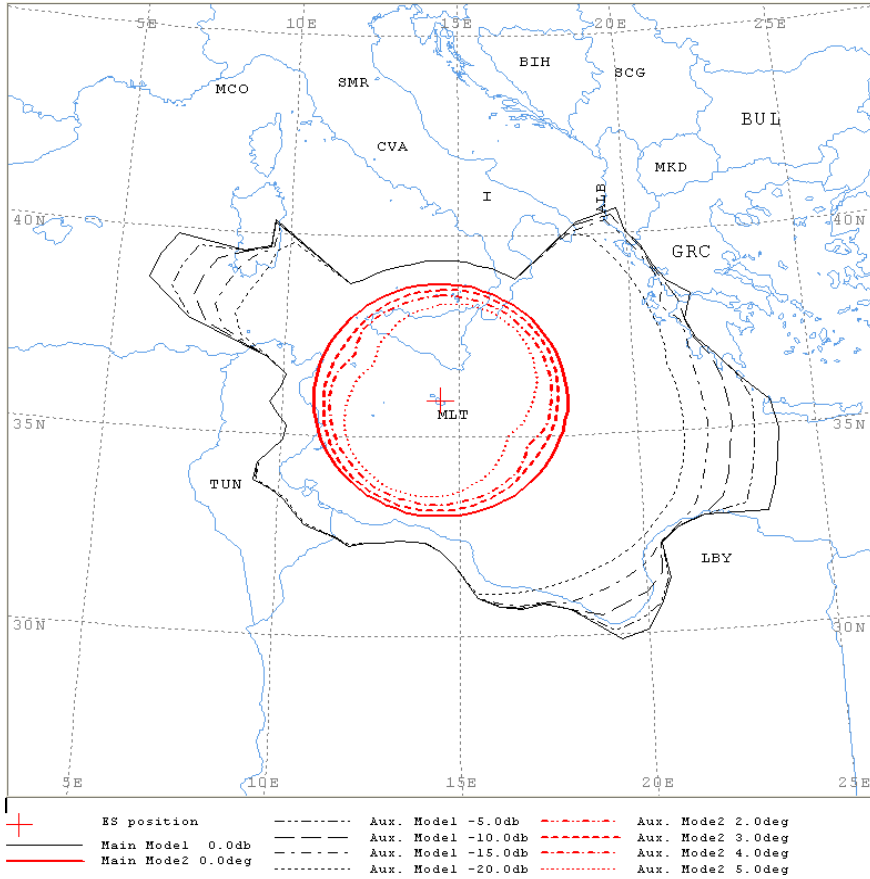 5E 10E 15E 20E 25E
BIH
SMR SCG
MCO
BUL
CVA
MKD
I ALB
40N 40N
GRC
35N MLT 35N
TUN
LBY
30N 30N
5E 10E 15E 20E 25E
ES position Aux. Model -5.0db Aux. Mode2 2.0deg
Main Model 0.0db Aux. Model -10.0db Aux. Mode2 3.0deg
Main Mode2 0.0deg Aux. Model -15.0db Aux. Mode2 4.0deg
Aux. Model -20.0db Aux. Mode2 5.0deg